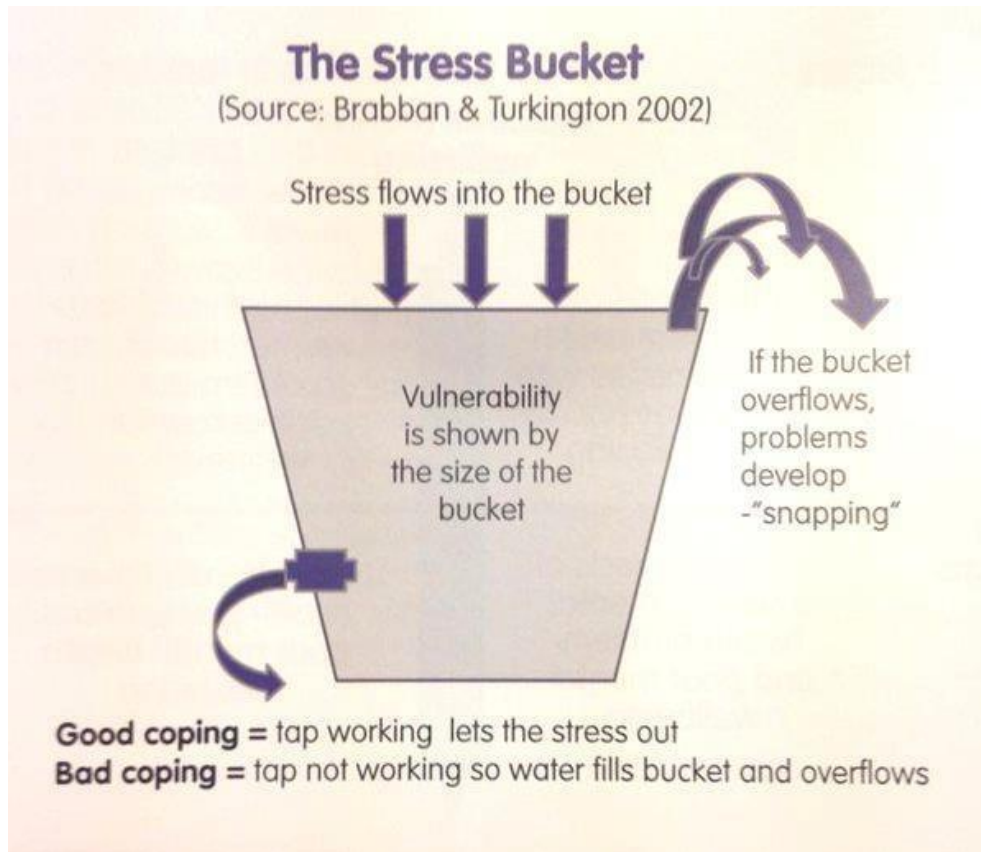 The Stress Bucket
(Source: Brabban & Turkington 2002)
Stress flows into the bucket
Vulnerability
is shown by
the size of the
bucket
If the bucket
overflows,
problems
develop
-"snapping"
Good coping = tap working lets the stress out
Bad coping = tap not working so water fills bucket and overflows